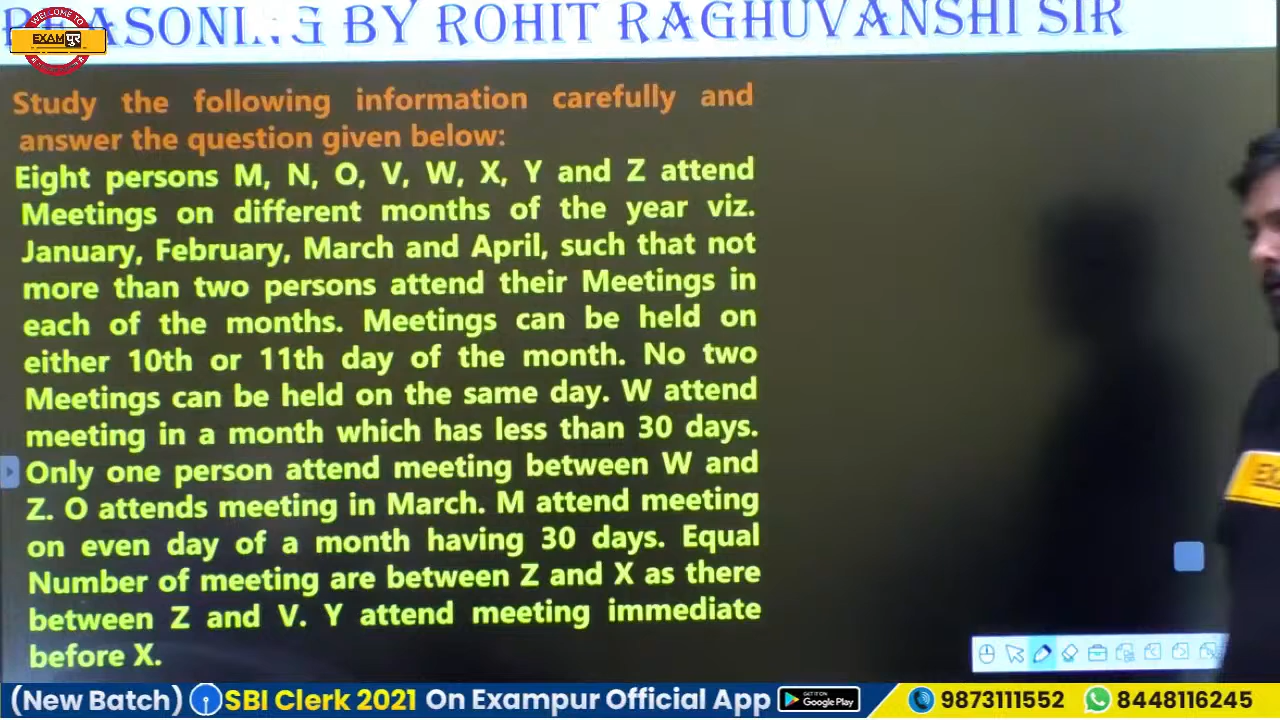 REASONING BY ROHIT RAGHUVANSHI SIR
WELCOME TO
EXAMपुर
Study the following information carefully and
answer the question given below:
Eight persons M, N, O, V, W, X, Y and Z attend
Meetings on different months of the year viz.
January, February, March and April, such that not
more than two persons attend their Meetings in
each of the months. Meetings can be held on
either 10th or 11th day of the month. No two
Meetings can be held on the same day. W attend
meeting in a month which has less than 30 days.
Only one person attend meeting between W and
Z. O attends meeting in March. M attend meeting
on even day of a month having 30 days. Equal
Number of meeting are between Z and X as there
between Z and V. Y attend meeting immediate
before X.
(New Batch) SBI Clerk 2021 On Exampur Official App GET IT ON Google Play 9873111552 8448116245